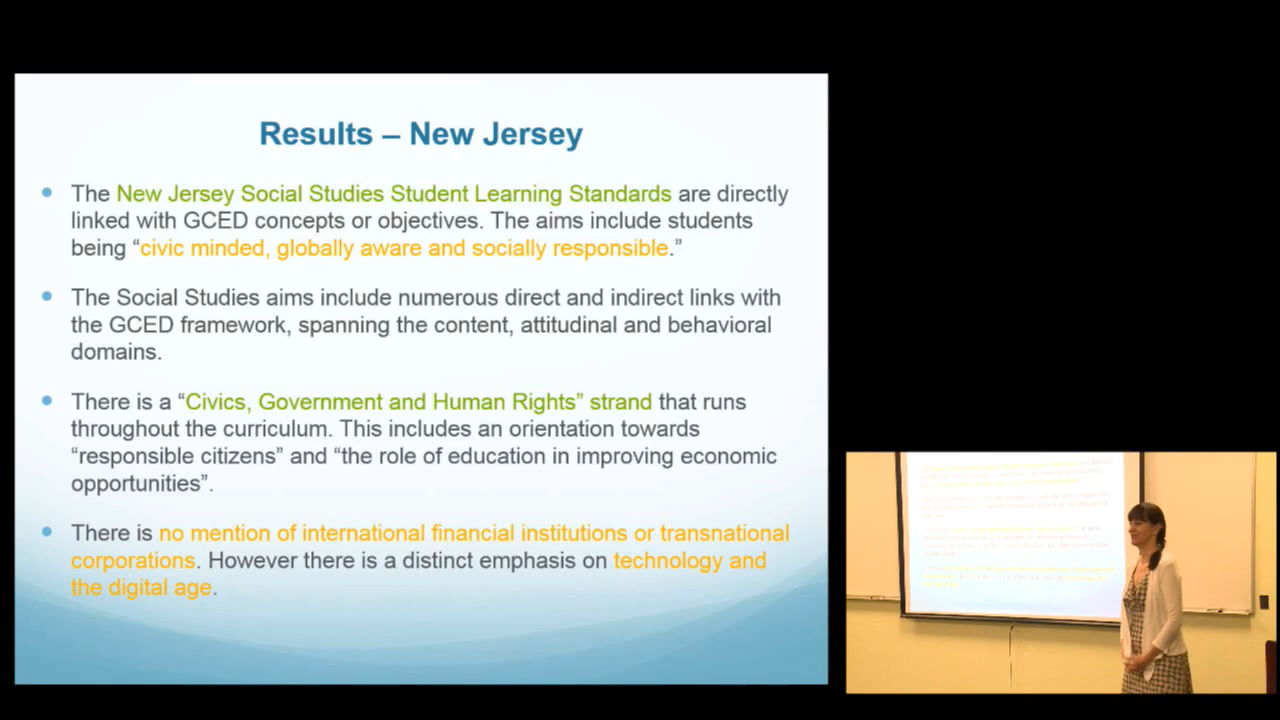 Results – New Jersey
The New Jersey Social Studies Student Learning Standards are directly
linked with GCED concepts or objectives. The aims include students
being “civic minded, globally aware and socially responsible.”
The Social Studies aims include numerous direct and indirect links with
the GCED framework, spanning the content, attitudinal and behavioral
domains.
There is a “Civics, Government and Human Rights” strand that runs
throughout the curriculum. This includes an orientation towards
“responsible citizens” and “the role of education in improving economic
opportunities”.
There is no mention of international financial institutions or transnational
corporations. However there is a distinct emphasis on technology and
the digital age.